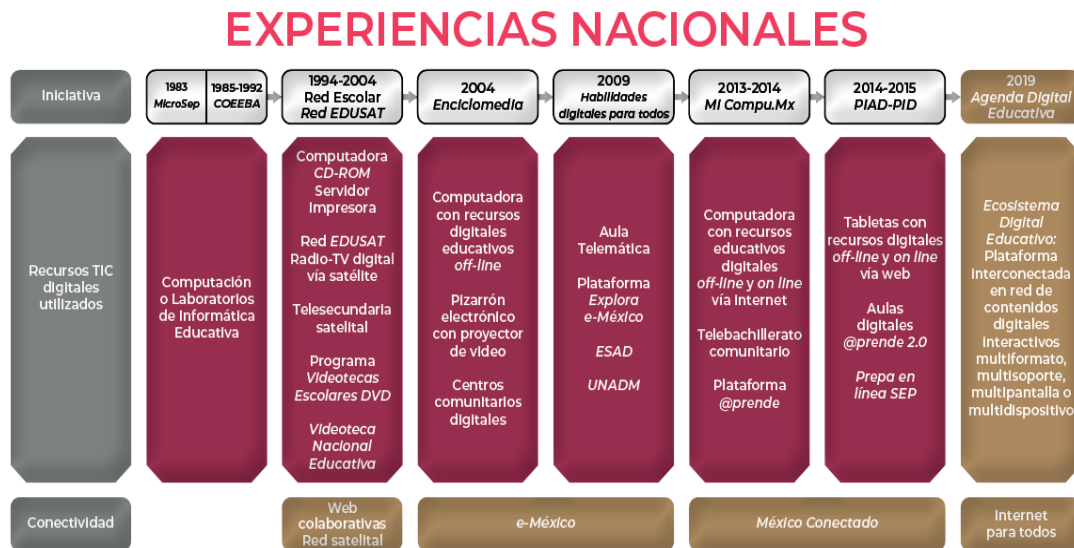 EXPERIENCIAS NACIONALES
Iniciativa
1983
MicroSep
1985-1992
COEEBA
1994-2004
Red Escolar
Red EDUSAT
2004
Enciclomedia
2009
Habilidades
digitales para todos
2013-2014
Mi Compu.Mx
2014-2015
PIAD-PID
2019
Agenda Digital
Educativa
Recursos TIC
digitales
utilizados
Computación
o Laboratorios
de Informática
Educativa
Computadora
CD-ROM
Servidor
Impresora
Red EDUSAT
Radio-TV digital
vía satélite
Telesecundaria
satelital
Programa
Videotecas
Escolares DVD
Videoteca
Nacional
Educativa
Computadora
con recursos
digitales
educativos
off-line
Pizarrón
electrónico
con proyector
de video
Centros
comunitarios
digitales
Aula
Telemática
Plataforma
Explora
e-México
ESAD
UNADM
Computadora
con recursos
educativos
digitales
off-line y on line
vía Internet
Telebachillerato
comunitario
Plataforma
@prende
Tabletas con
recursos digitales
off-line y on line
vía web
Aulas
digitales
@prende 2.0
Prepa en
línea SEP
Ecosistema
Digital
Educativo:
Plataforma
Interconectada
en red de
contenidos
digitales
Interactivos
multiformato,
multisoporte,
multipantalla o
multidispositivo
Conectividad
Web
colaborativas
Red satelital
e-México
México Conectado
Internet
para todos